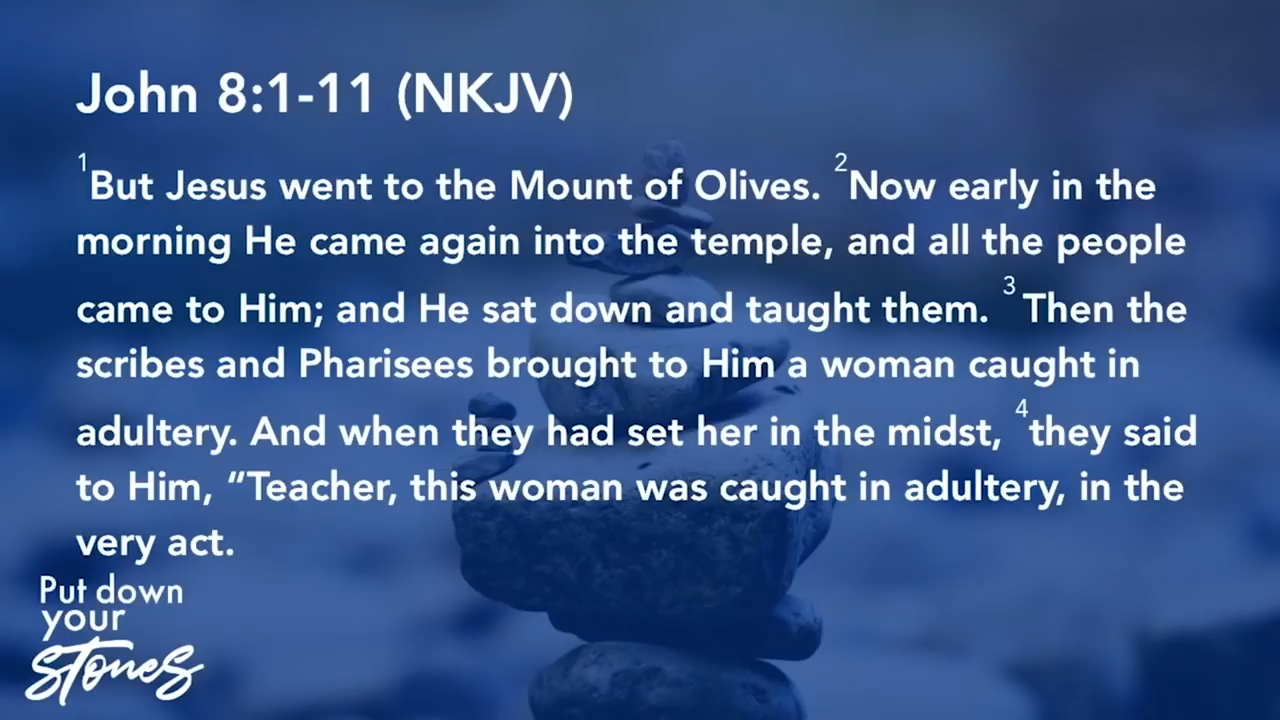 John 8:1-11 (NKJV)
¹But Jesus went to the Mount of Olives. ²Now early in the
morning He came again into the temple, and all the people
came to Him; and He sat down and taught them. ³Then the
scribes and Pharisees brought to Him a woman caught in
adultery. And when they had set her in the midst, ⁴they said
to Him, “Teacher, this woman was caught in adultery, in the
very act.
Put down
your
stones